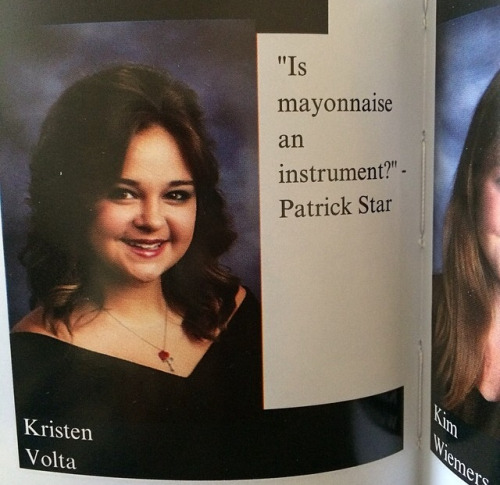 "Is
mayonnaise
an
instrument?" -
Patrick Star
Kristen
Volta
Kim
Wiemers